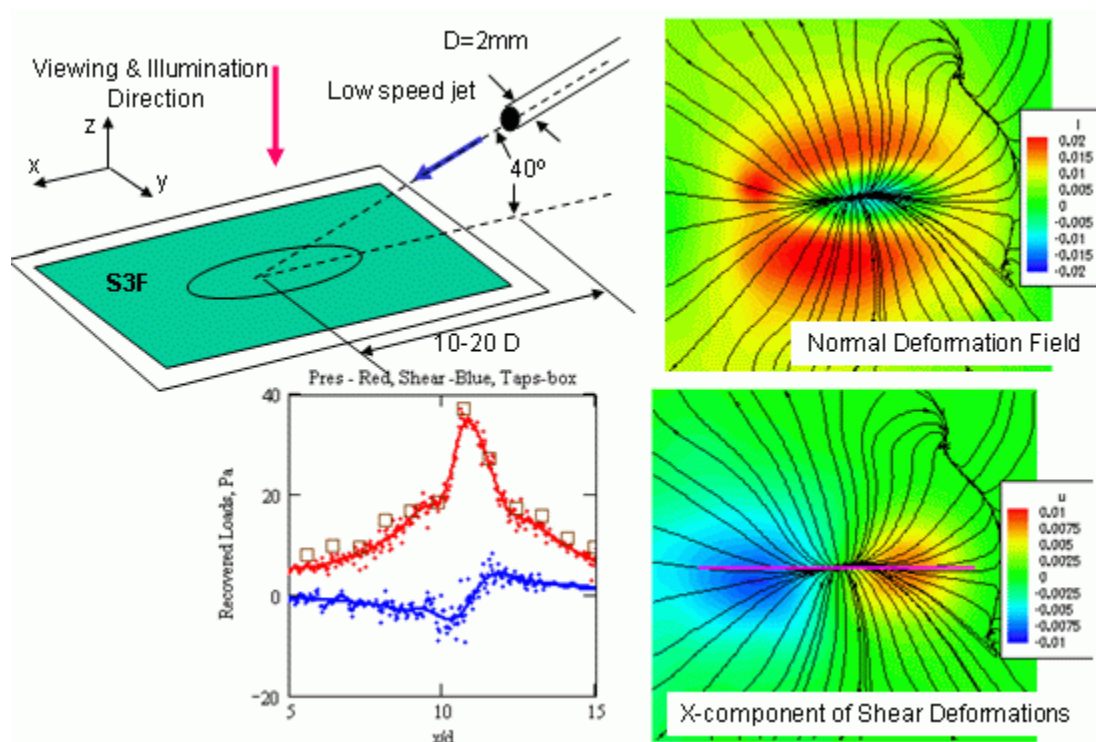 D=2mm
Viewing & Illumination
Direction
Low speed jet
z
x
y
40º
S3F
10-20 D
l
0.02
0.015
0.01
0.005
0
-0.005
-0.01
-0.015
-0.02
Normal Deformation Field
Pres - Red, Shear -Blue, Taps-box
Recovered Loads, Pa
40
20
0
−20
5
10
15
x/d
u
0.01
0.0075
0.005
0.0025
0
-0.0025
-0.005
-0.0075
-0.01
X-component of Shear Deformations